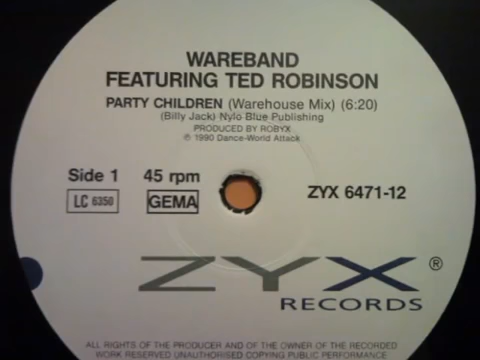 WAREBAND
FEATURING TED ROBINSON
PARTY CHILDREN (Warehouse Mix) (6:20)
(Billy Jack) Nylo Blue Publishing
PRODUCED BY ROBYX
℗ 1990 Dance-World Attack
Side 1 45 rpm
LC 6350 GEMA ZYX 6471-12
ZYX ®
RECORDS
ALL RIGHTS OF THE PRODUCER AND OF THE OWNER OF THE RECORDED
WORK RESERVED UNAUTHORISED COPYING PUBLIC PERFORMANCE